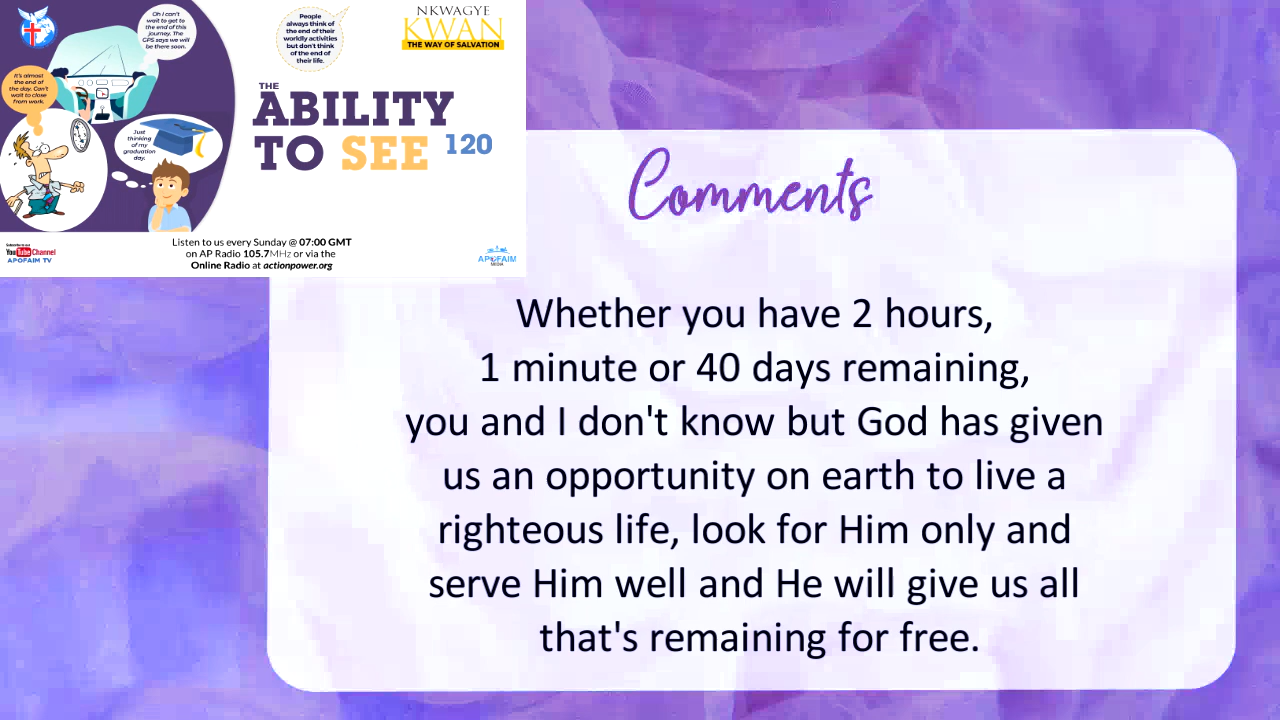 Oh I can't
wait to get to
the end of this
journey. The
GPS says we will
be there soon.
It's almost
the end of
the day. Can't
wait to close
from work.
Just
thinking
of my
graduation
day.
People
always think of
the end of their
worldly activities
but don't think
of the end of
their life.
NKWAGYE
KWAN
THE WAY OF SALVATION
THE
ABILITY
TO SEE 120
YouTube Channel
APOFAIM TV
Listen to us every Sunday @ 07:00 GMT
on AP Radio 105.7MHz or via the
Online Radio at actionpower.org
APOFAIM
MEDIA
Comments
Whether you have 2 hours,
1 minute or 40 days remaining,
you and I don't know but God has given
us an opportunity on earth to live a
righteous life, look for Him only and
serve Him well and He will give us all
that's remaining for free.